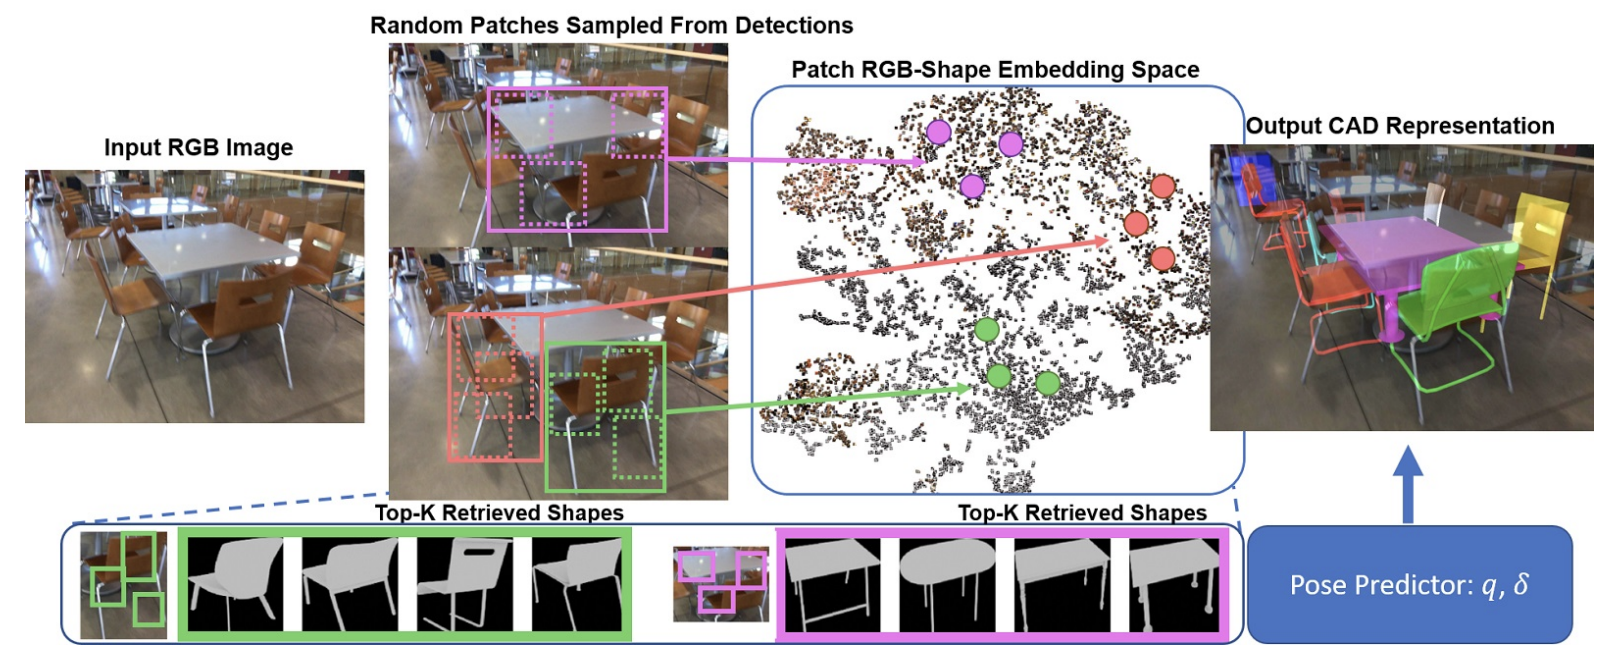 Random Patches Sampled From Detections
Patch RGB-Shape Embedding Space
Output CAD Representation
Input RGB Image
Top-K Retrieved Shapes
Top-K Retrieved Shapes
Pose Predictor: q, δ